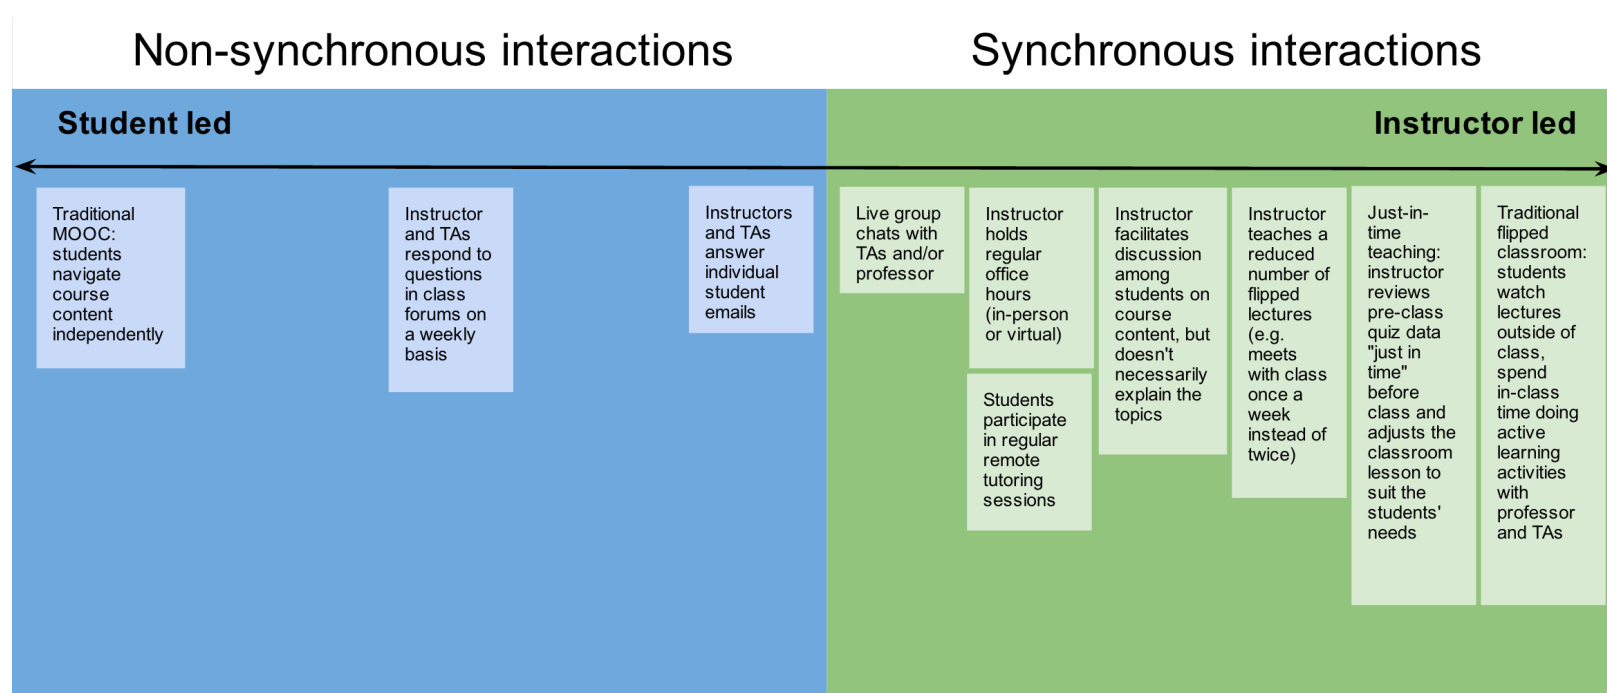 Non-synchronous interactions
Synchronous interactions
Student led
Instructor led
Traditional
MOOC:
students
navigate
course
content
independently
Instructor
and TAs
respond to
questions
in class
forums on
a weekly
basis
Instructors
and TAs
answer
individual
student
emails
Live group
chats with
TAs and/or
professor
Instructor
holds
regular
office
hours
(in-person
or virtual)
Students
participate
in regular
remote
tutoring
sessions
Instructor
facilitates
discussion
among
students on
course
content, but
doesn't
necessarily
explain the
topics
Instructor
teaches a
reduced
number of
flipped
lectures
(e.g.
meets
with class
once a
week
instead of
twice)
Just-in-
time
teaching:
instructor
reviews
pre-class
quiz data
"just in
time"
before
class and
adjusts the
classroom
lesson to
suit the
students'
needs
Traditional
flipped
classroom:
students
watch
lectures
outside of
class,
spend
in-class
time doing
active
learning
activities
with
professor
and TAs